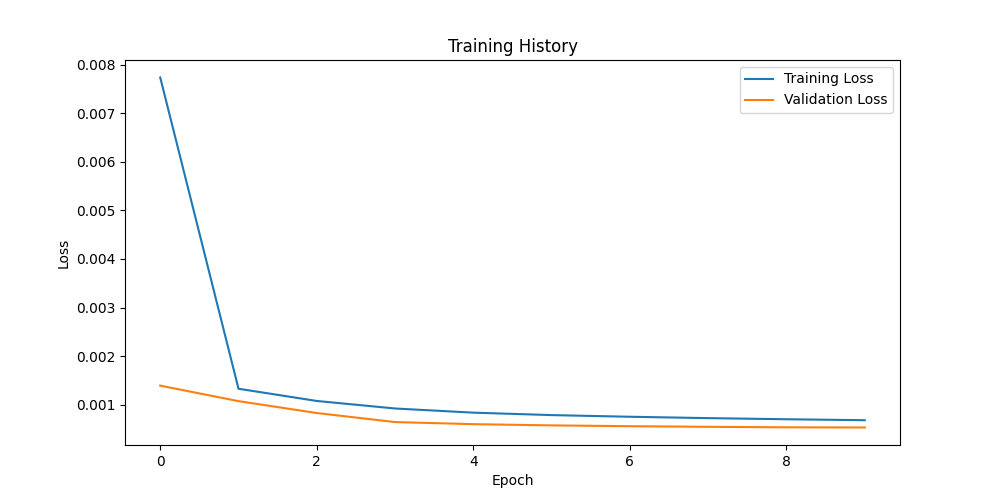 Training History
Training Loss
Validation Loss
0.008
0.007
0.006
0.005
0.004
0.003
0.002
0.001
Loss
0 2 4 6 8
Epoch